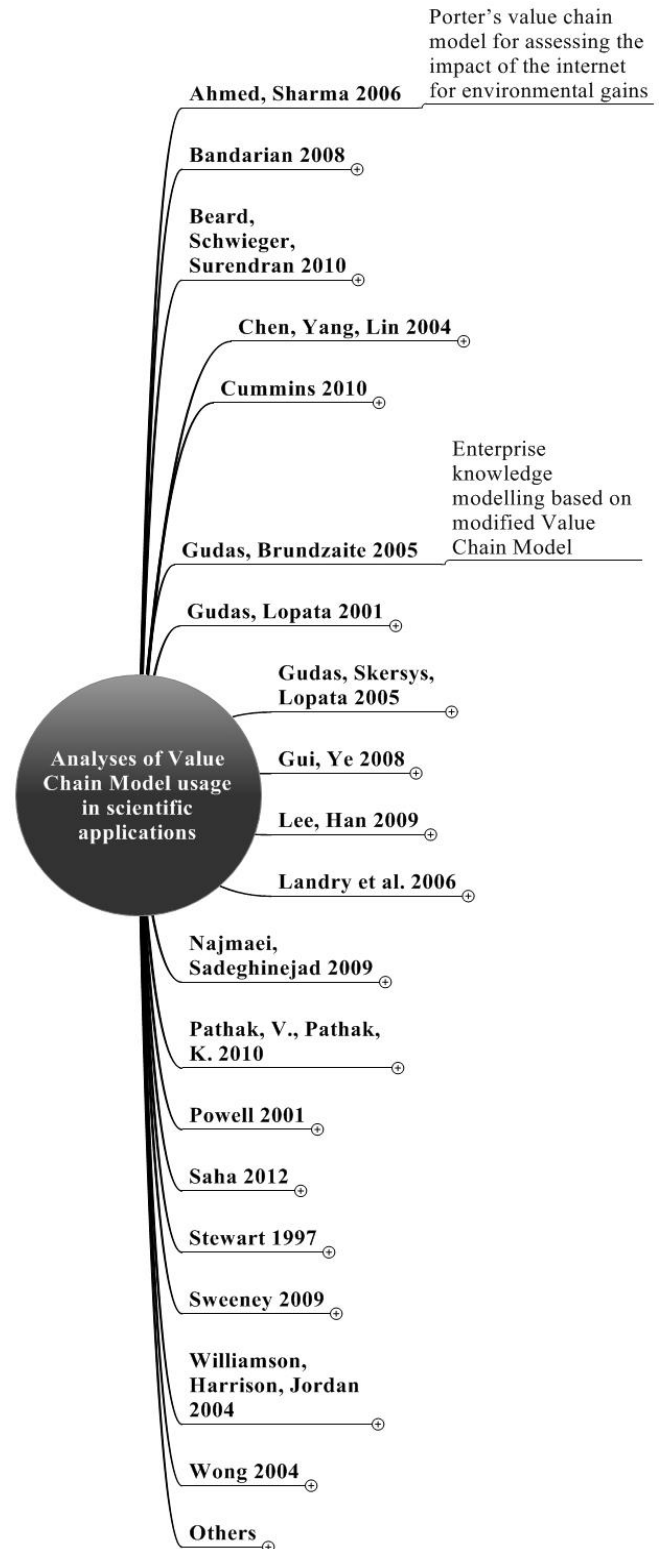 Porter’s value chain
model for assessing the
impact of the internet
for environmental gains
Ahmed, Sharma 2006
Bandarian 2008
Beard,
Schwieger,
Surendran 2010
Chen, Yang, Lin 2004
Cummins 2010
Enterprise
knowledge
modelling based on
modified Value
Chain Model
Gudas, Brundzaite 2005
Gudas, Lopata 2001
Gudas, Skersys,
Lopata 2005
Analyses of Value
Chain Model usage
in scientific
applications
Gui, Ye 2008
Lee, Han 2009
Landry et al. 2006
Najmaei,
Sadeghinejad 2009
Pathak, V., Pathak,
K. 2010
Powell 2001
Saha 2012
Stewart 1997
Sweeney 2009
Williamson,
Harrison, Jordan
2004
Wong 2004
Others